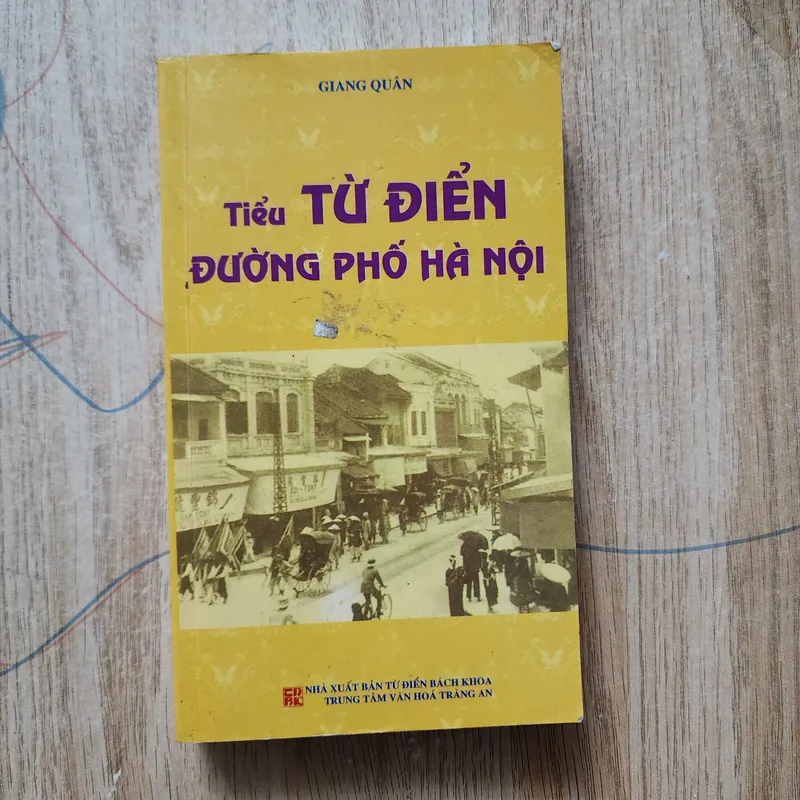 GIANG QUÂN
Tiểu TỪ ĐIỂN
ĐƯỜNG PHỐ HÀ NỘI
NHÀ XUẤT BẢN TỪ ĐIỂN BÁCH KHOA
TRUNG TÂM VĂN HOÁ TRÀNG AN